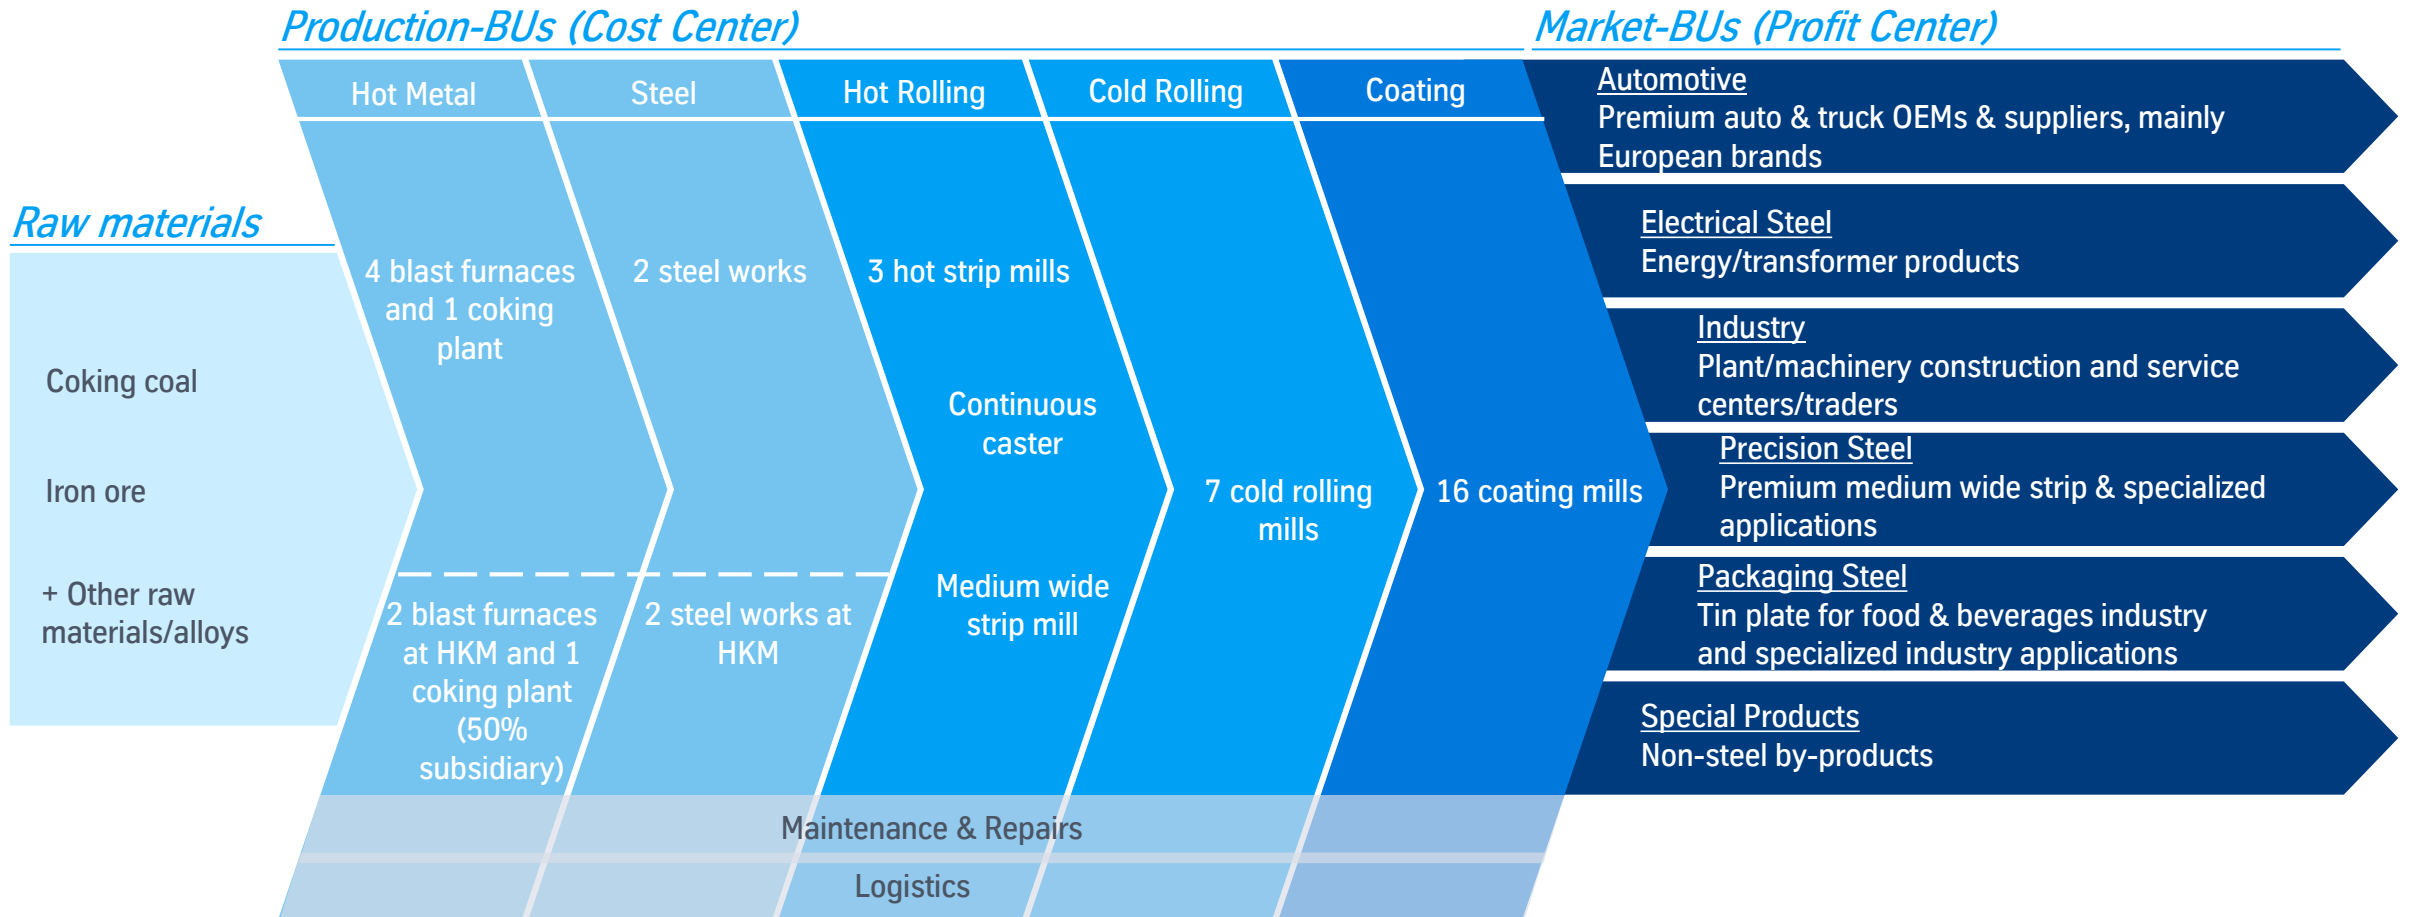 Production-BUs (Cost Center)
Market-BUs (Profit Center)
Raw materials
Coking coal
Iron ore
+ Other raw
materials/alloys
Hot Metal
4 blast furnaces
and 1 coking
plant
2 blast furnaces
at HKM and 1
coking plant
(50%
subsidiary)
Steel
2 steel works
2 steel works at
HKM
Hot Rolling
3 hot strip mills
Continuous
caster
Medium wide
strip mill
Cold Rolling
7 cold rolling
mills
Coating
16 coating mills
Maintenance & Repairs
Logistics
Automotive
Premium auto & truck OEMs & suppliers, mainly
European brands
Electrical Steel
Energy/transformer products
Industry
Plant/machinery construction and service
centers/traders
Precision Steel
Premium medium wide strip & specialized
applications
Packaging Steel
Tin plate for food & beverages industry
and specialized industry applications
Special Products
Non-steel by-products